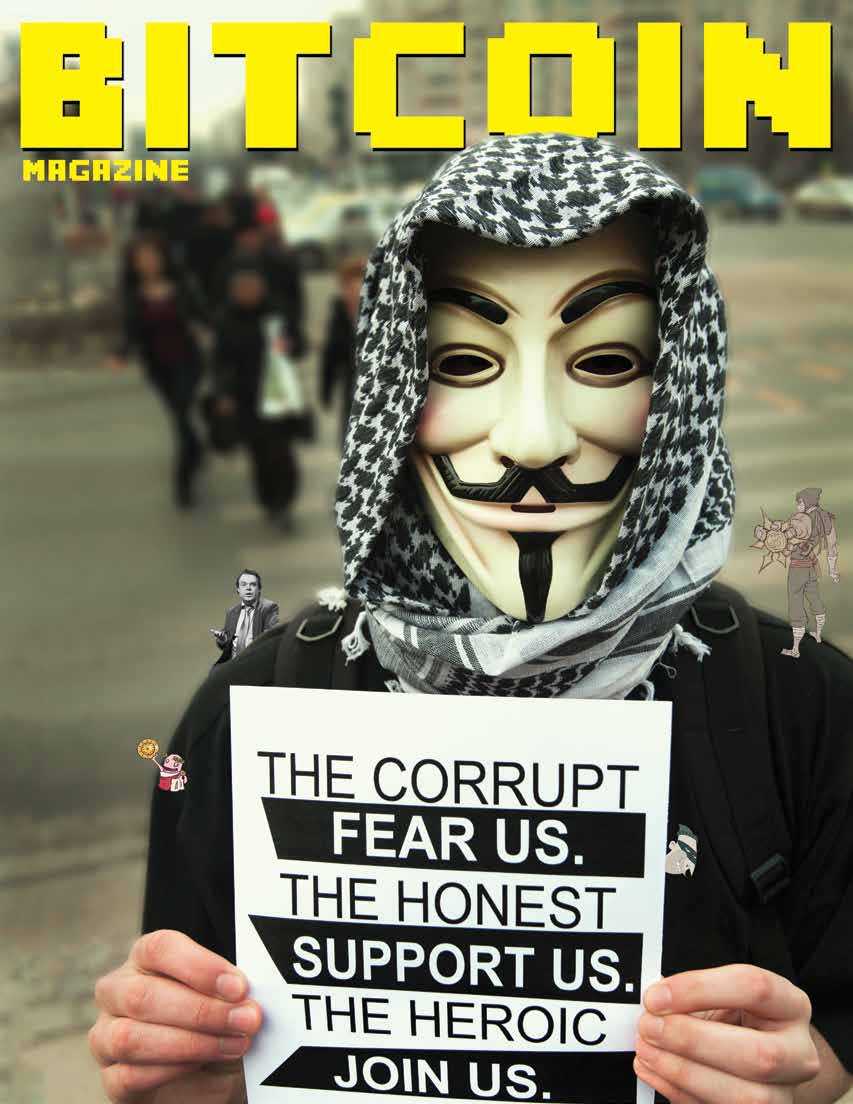 BITCOIN
MAGAZINE
THE CORRUPT
FEAR US.
THE HONEST
SUPPORT US.
THE HEROIC
JOIN US.